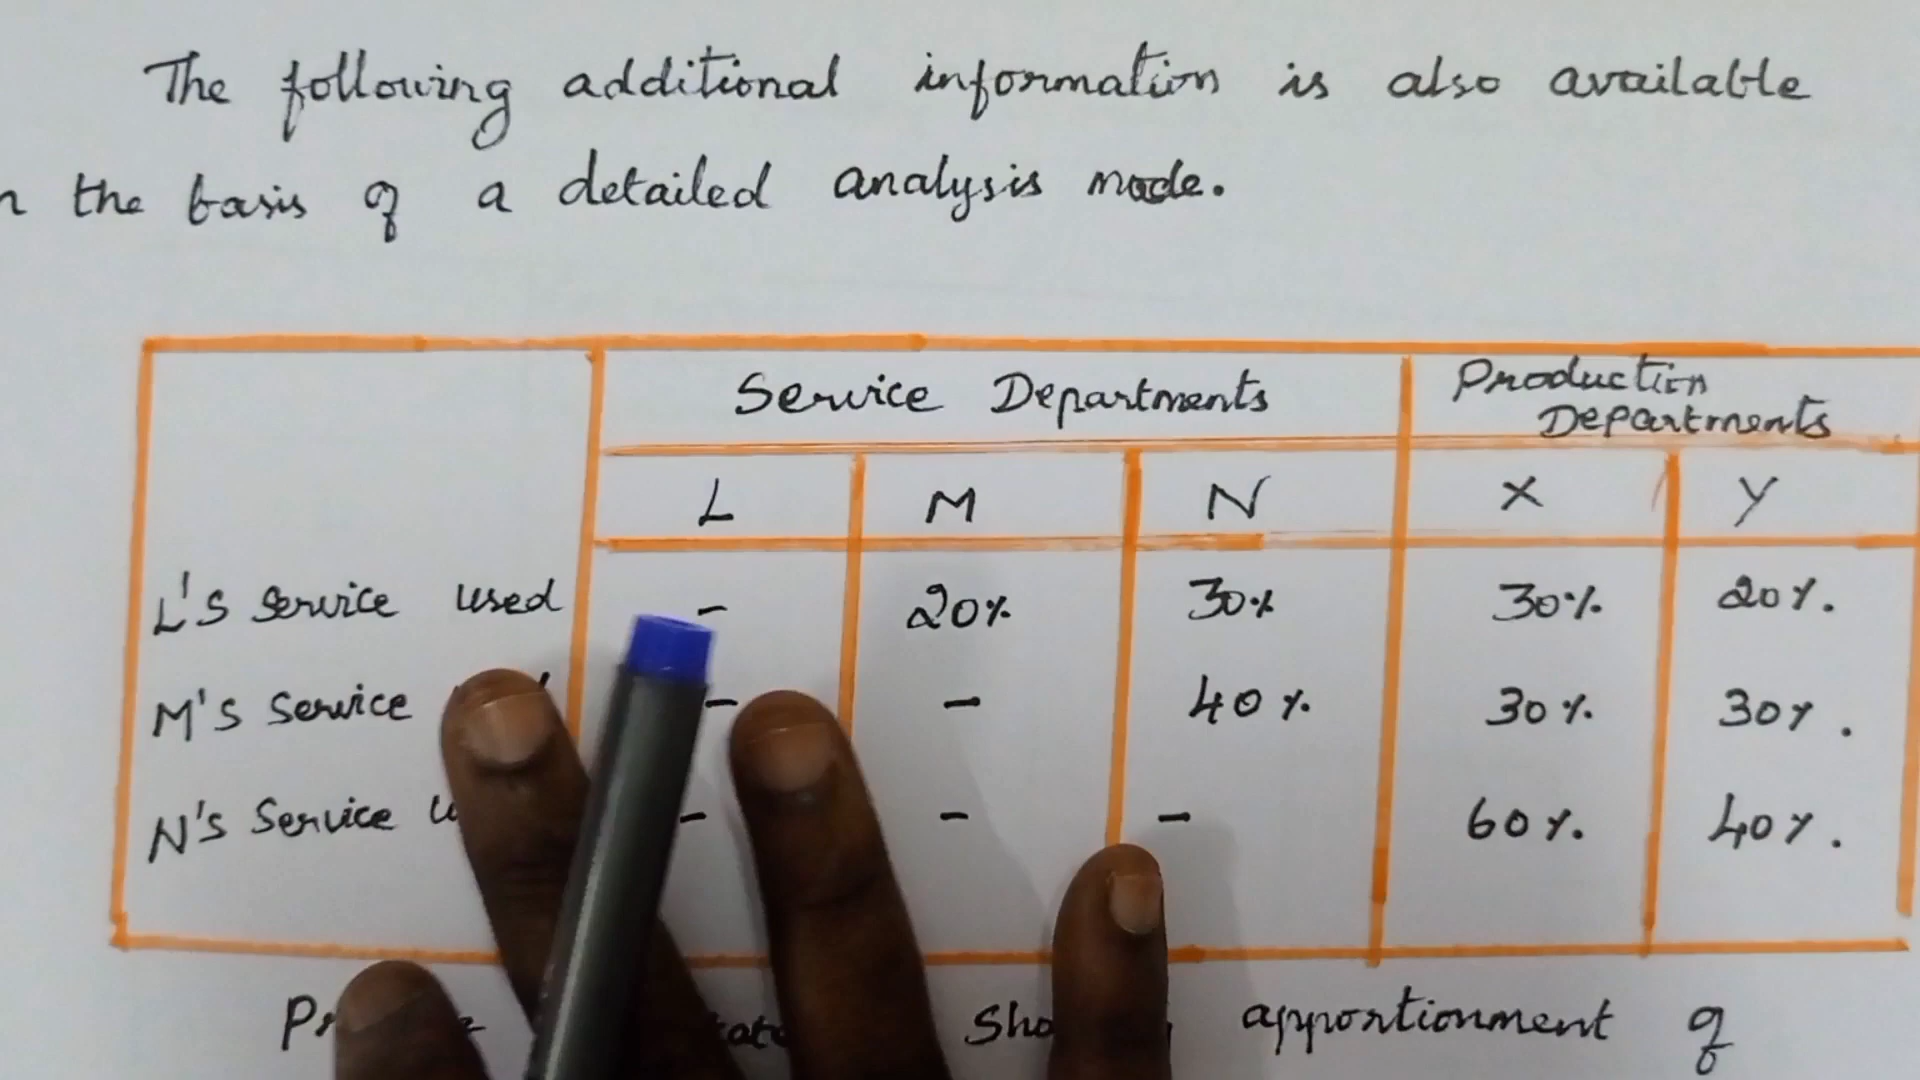 The following additional information is also available
the basis of a detailed analysis made.
Service Departments Production Departments
L M N X Y
L's service used - 20% 30% 30% 20%.
M's Service - - 40% 30% 30%.
N's Service - - - 60% 40%.
apportionment of